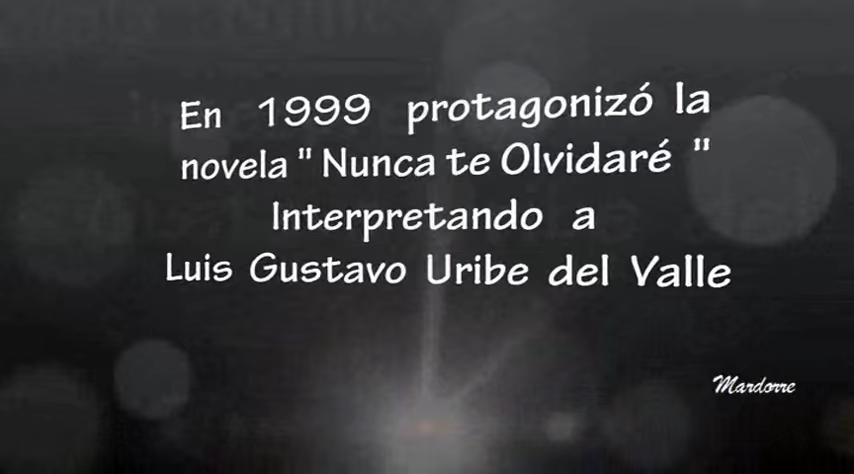 En 1999 protagonizó la
novela " Nunca te Olvidaré "
Interpretando a
Luis Gustavo Uribe del Valle
Mardorre